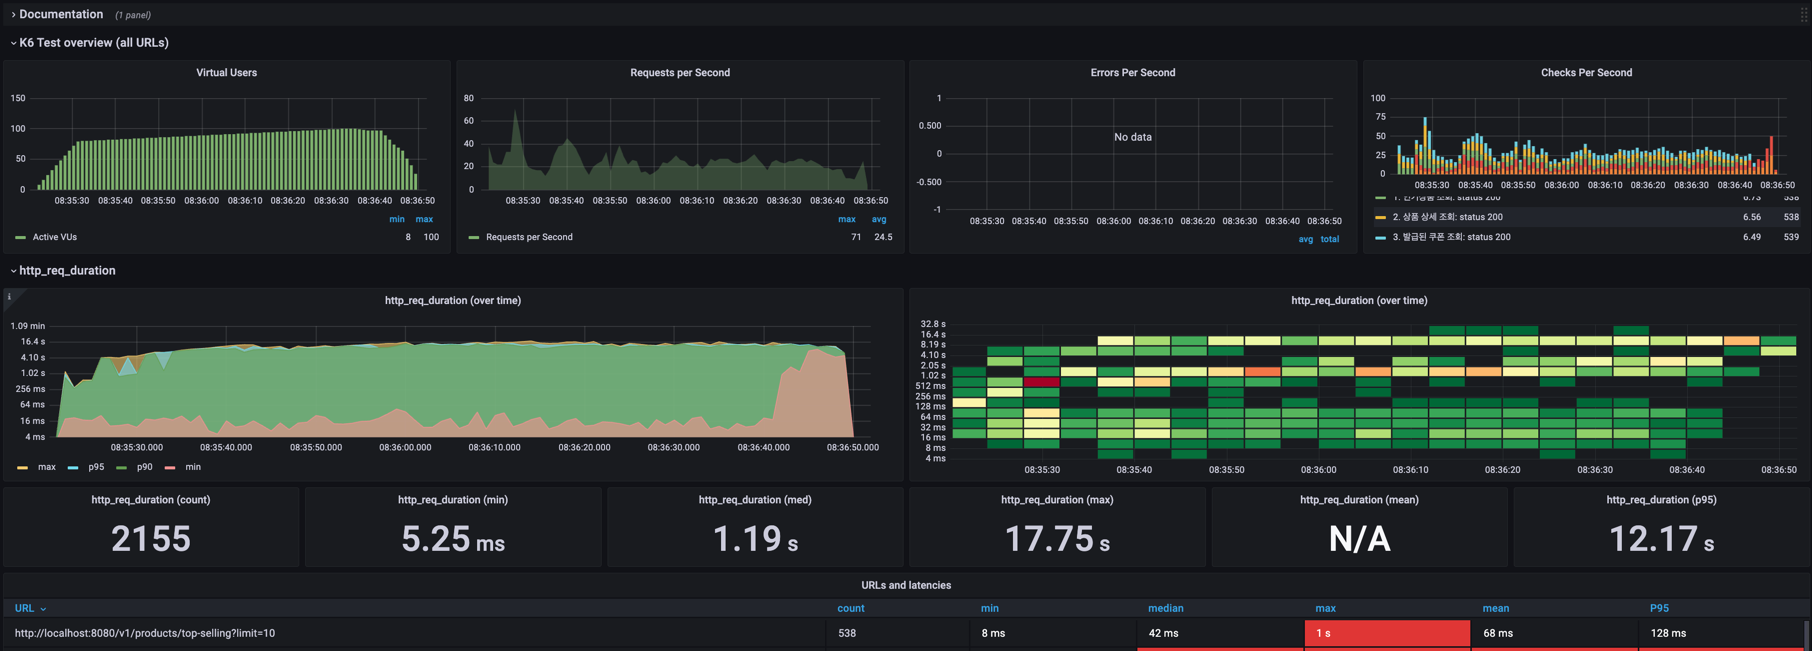 Documentation (1 panel)
K6 Test overview (all URLs)
Virtual Users
150
100
50
0
08:35:30 08:35:40 08:35:50 08:36:00 08:36:10 08:36:20 08:36:30 08:36:40 08:36:50
min max
Active VUs 8 100
Requests per Second
80
60
40
20
0
08:35:30 08:35:40 08:35:50 08:36:00 08:36:10 08:36:20 08:36:30 08:36:40 08:36:50
max avg
Requests per Second 71 24.5
Errors Per Second
1
0.500
0
-0.500
-1
No data
08:35:30 08:35:40 08:35:50 08:36:00 08:36:10 08:36:20 08:36:30 08:36:40 08:36:50
avg total
Checks Per Second
100
75
50
25
0
08:35:30 08:35:40 08:35:50 08:36:00 08:36:10 08:36:20 08:36:30 08:36:40 08:36:50
1. 인기상품 조회: status 200 6.73 538
2. 상품 상세 조회: status 200 6.56 538
3. 발급된 쿠폰 조회: status 200 6.49 539
http_req_duration
i
http_req_duration (over time)
1.09 min
16.4 s
4.10 s
1.02 s
256 ms
64 ms
16 ms
4 ms
08:35:30.000 08:35:40.000 08:35:50.000 08:36:00.000 08:36:10.000 08:36:20.000 08:36:30.000 08:36:40.000 08:36:50.000
max p95 p90 min
http_req_duration (over time)
32.8 s
16.4 s
8.19 s
4.10 s
2.05 s
1.02 s
512 ms
256 ms
128 ms
64 ms
32 ms
16 ms
8 ms
4 ms
08:35:30 08:35:40 08:35:50 08:36:00 08:36:10 08:36:20 08:36:30 08:36:40 08:36:50
http_req_duration (count)
2155
http_req_duration (min)
5.25 ms
http_req_duration (med)
1.19 s
http_req_duration (max)
17.75 s
http_req_duration (mean)
N/A
http_req_duration (p95)
12.17 s
URLs and latencies
URL count min median max mean P95
http://localhost:8080/v1/products/top-selling?limit=10 538 8 ms 42 ms 1 s 68 ms 128 ms